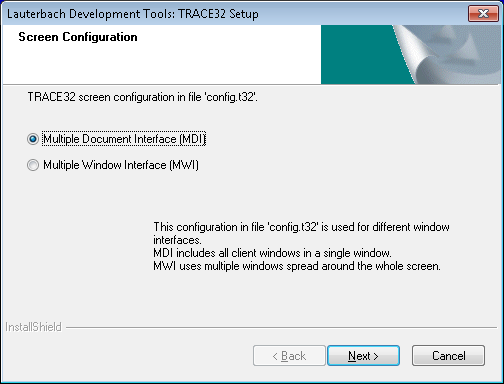 Lauterbach Development Tools: TRACE32 Setup
Screen Configuration
TRACE32 screen configuration in file 'config.t32'.
Multiple Document Interface (MDI)
Multiple Window Interface (MWI)
This configuration in file 'config.t32' is used for different window
interfaces.
MDI includes all client windows in a single window.
MWI uses multiple windows spread around the whole screen.
InstallShield
< Back
Next >
Cancel